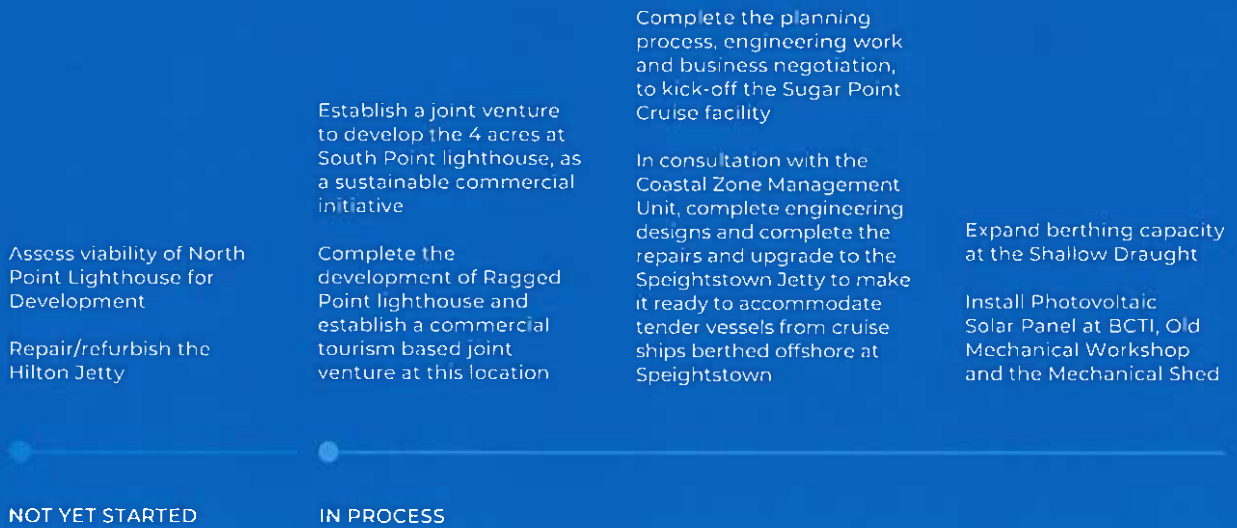 Assess viability of North
Point Lighthouse for
Development
Repair/refurbish the
Hilton Jetty
NOT YET STARTED
Establish a joint venture
to develop the 4 acres at
South Point lighthouse, as
a sustainable commercial
initiative
Complete the
development of Ragged
Point lighthouse and
establish a commercial
tourism based joint
venture at this location
Complete the planning
process, engineering work
and business negotiation,
to kick-off the Sugar Point
Cruise facility
In consultation with the
Coastal Zone Management
Unit, complete engineering
designs and complete the
repairs and upgrade to the
Speightstown Jetty to make
it ready to accommodate
tender vessels from cruise
ships berthed offshore at
Speightstown
Expand berthing capacity
at the Shallow Draught
Install Photovoltaic
Solar Panel at BCTI, Old
Mechanical Workshop
and the Mechanical Shed
IN PROCESS